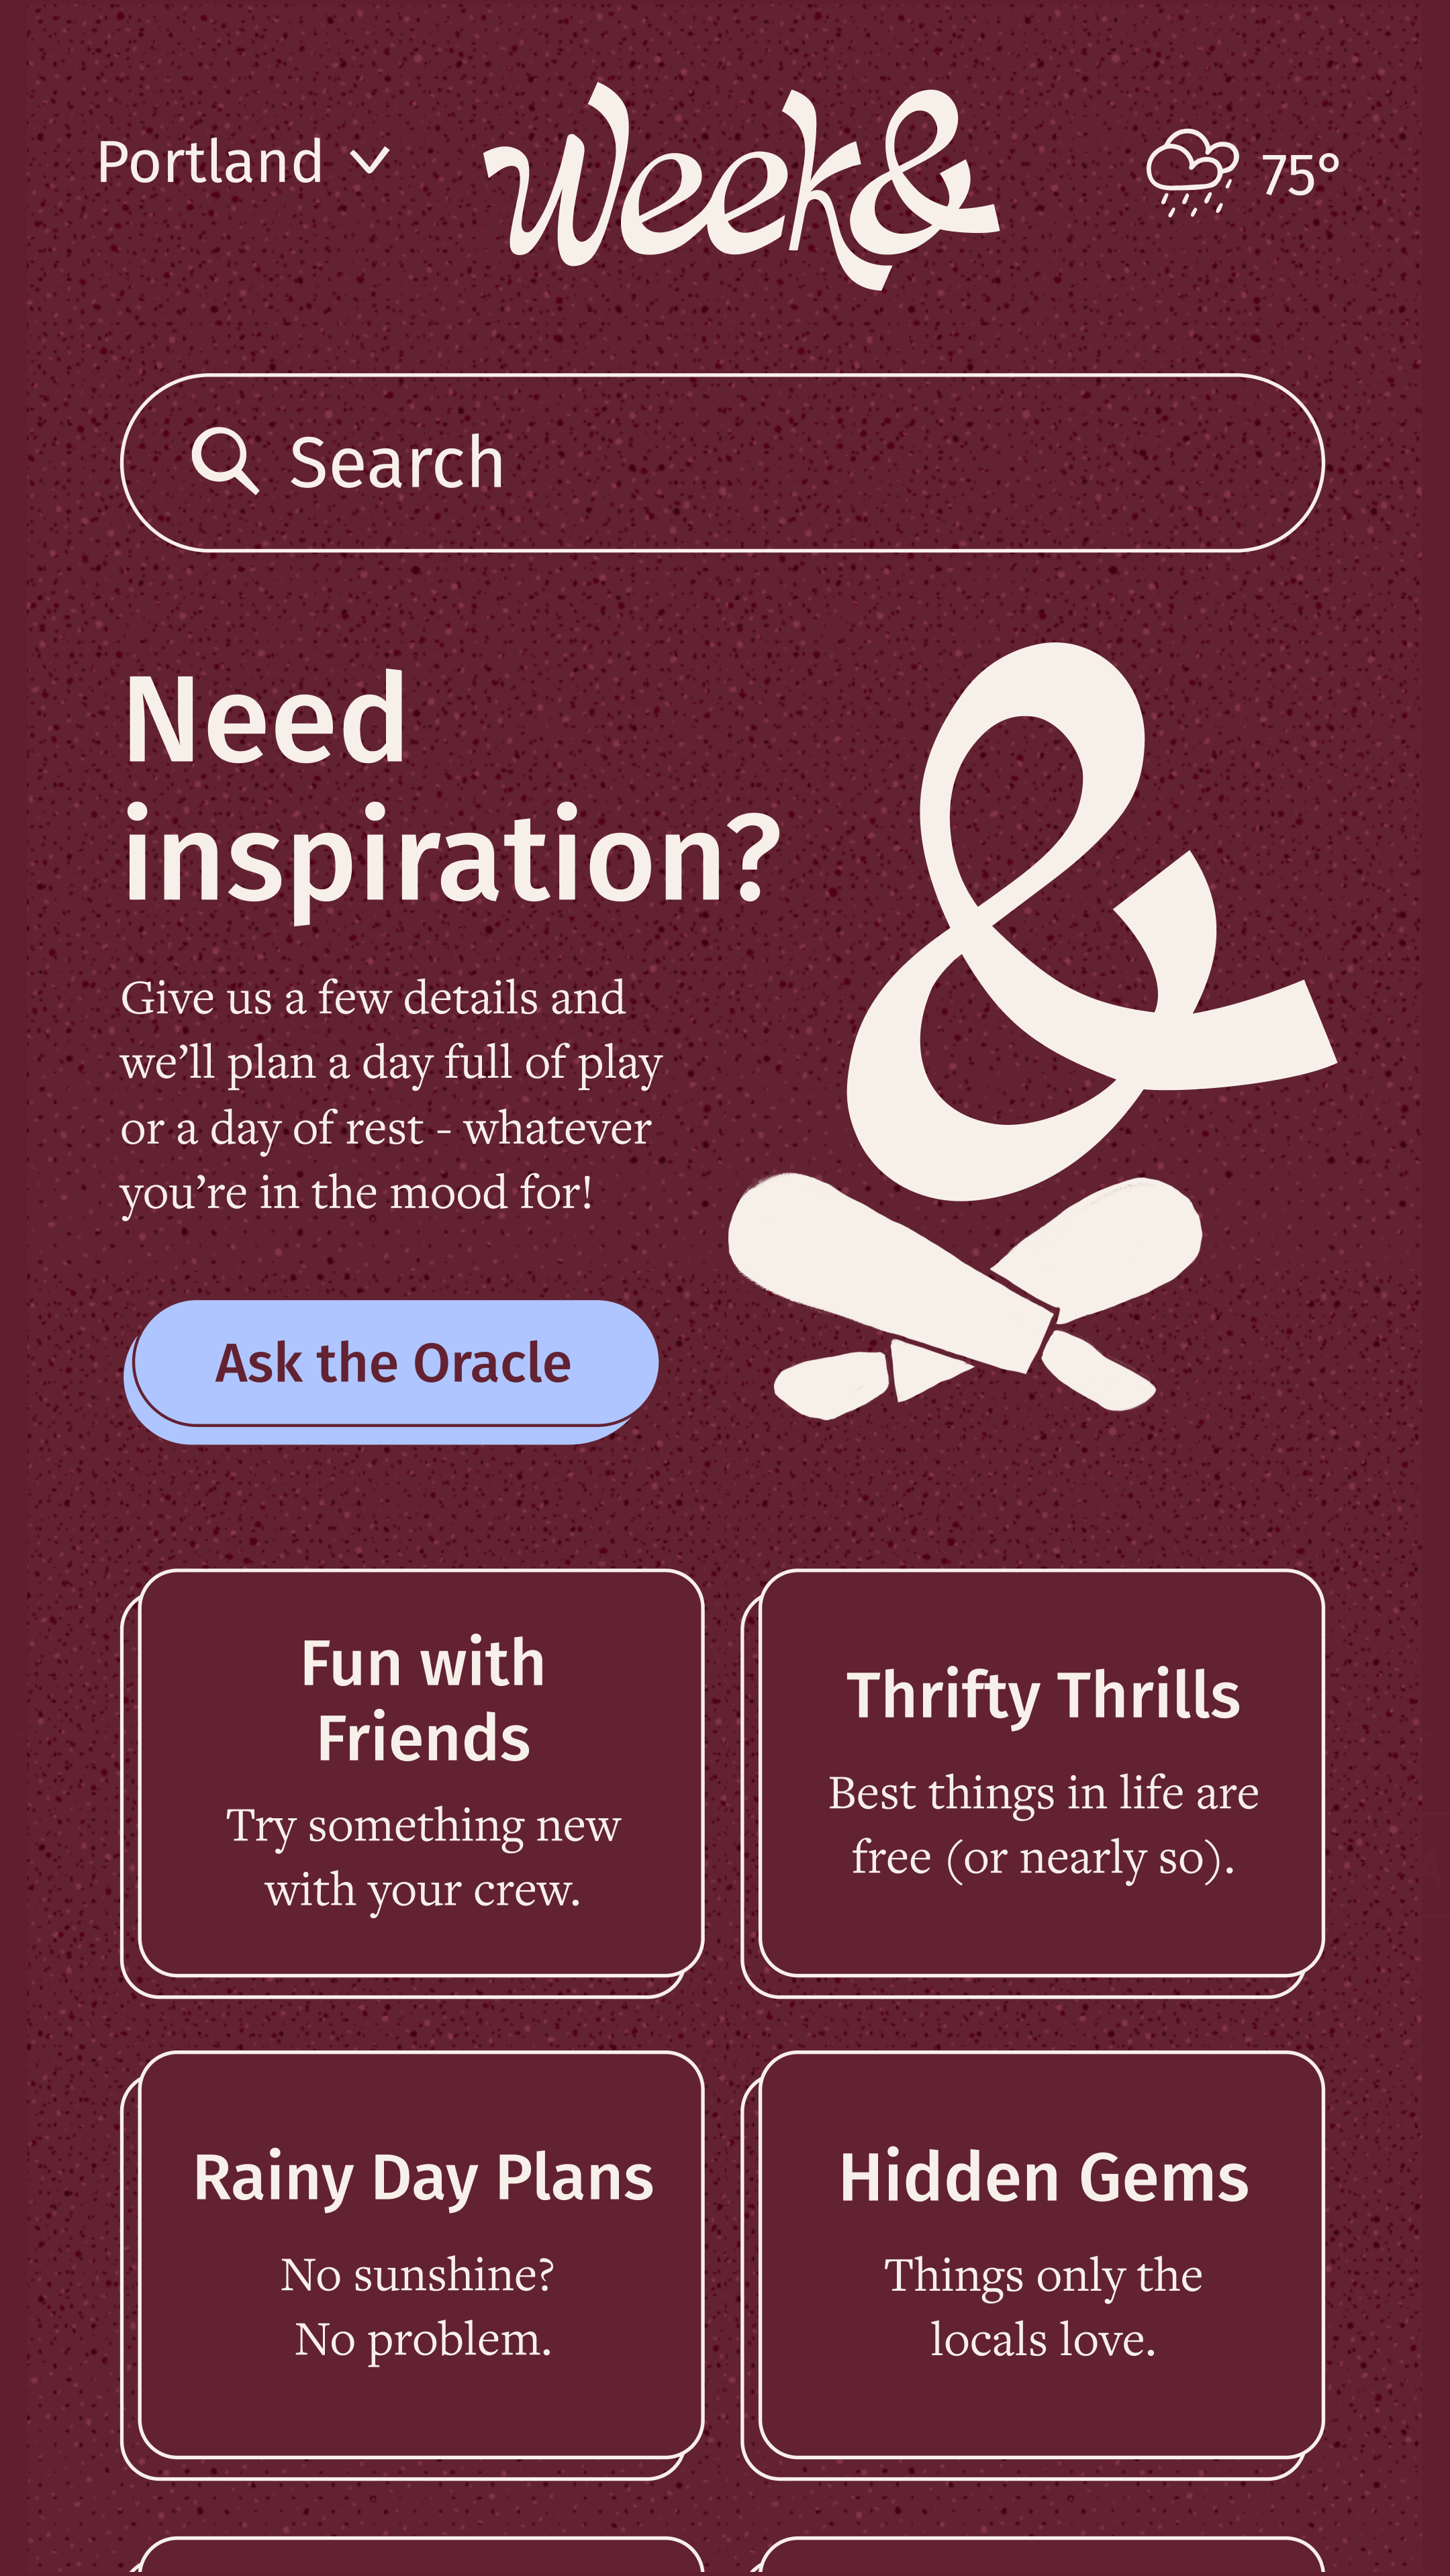 Portland
Week&
75°
Search
Need
inspiration?
&
Give us a few details and
we’ll plan a day full of play
or a day of rest - whatever
you’re in the mood for!
Ask the Oracle
Fun with
Friends
Try something new
with your crew.
Thrifty Thrills
Best things in life are
free (or nearly so).
Rainy Day Plans
No sunshine?
No problem.
Hidden Gems
Things only the
locals love.